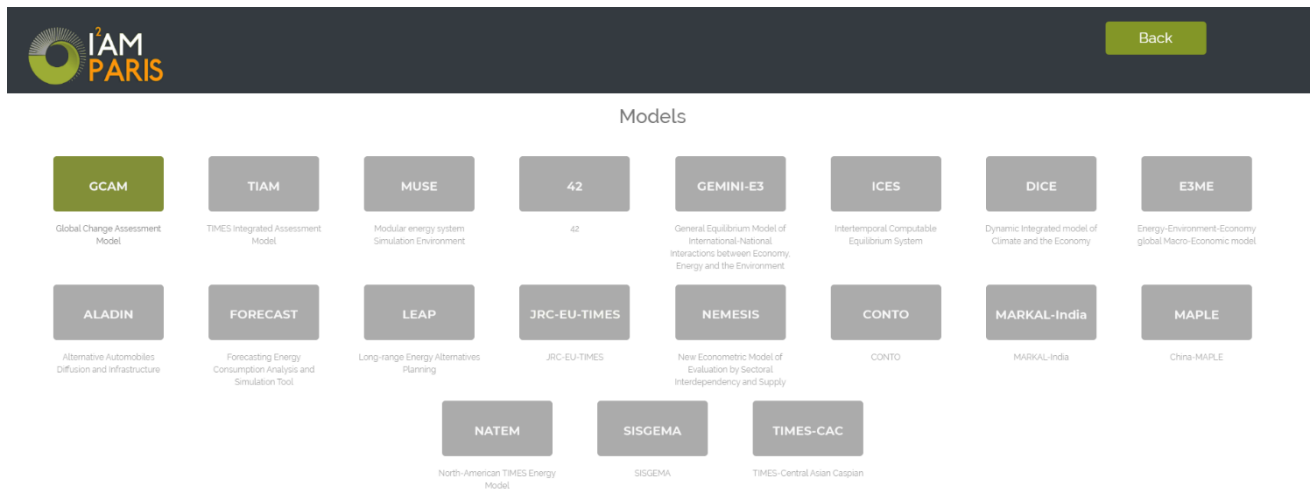 I²AM
PARIS
Back
Models
GCAM
TIAM
MUSE
42
GEMINI-E3
ICES
DICE
E3ME
Global Change Assessment
Model
TIMES Integrated Assessment
Model
Modular energy system
Simulation Environment
42
General Equilibrium Model of
International-National
Interactions between Economy,
Energy and the Environment
Intertemporal Computable
Equilibrium System
Dynamic Integrated model of
Climate and the Economy
Energy-Environment-Economy
global Macro-Economic model
ALADIN
FORECAST
LEAP
JRC-EU-TIMES
NEMESIS
CONTO
MARKAL-India
MAPLE
Alternative Automobiles
Diffusion and Infrastructure
Forecasting Energy
Consumption Analysis and
Simulation Tool
Long-range Energy Alternatives
Planning
JRC-EU-TIMES
New Econometric Model of
Evaluation by Sectoral
Interdependency and Supply
CONTO
MARKAL-India
China-MAPLE
NATEM
SISGEMA
TIMES-CAC
North-American TIMES Energy
Model
SISGEMA
TIMES-Central Asian Caspian